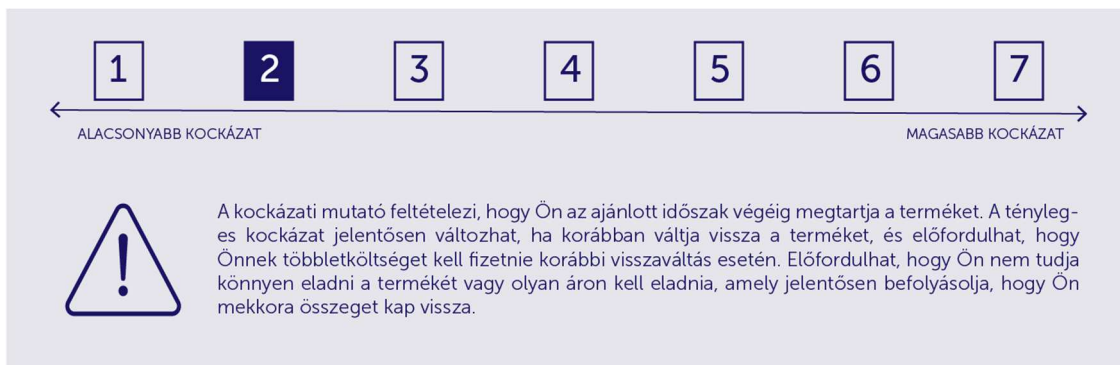 1 2 3 4 5 6 7
ALACSONYABB KOCKÁZAT MAGASABB KOCKÁZAT
A kockázati mutató feltételezi, hogy Ön az ajánlott időszak végéig megtartja a terméket. A tényleg-
es kockázat jelentősen változhat, ha korábban váltja vissza a terméket, és előfordulhat, hogy
Önnek többletköltséget kell fizetnie korábbi visszaváltás esetén. Előfordulhat, hogy Ön nem tudja
könnyen eladni a termékét vagy olyan áron kell eladnia, amely jelentősen befolyásolja, hogy Ön
mekkora összeget kap vissza.